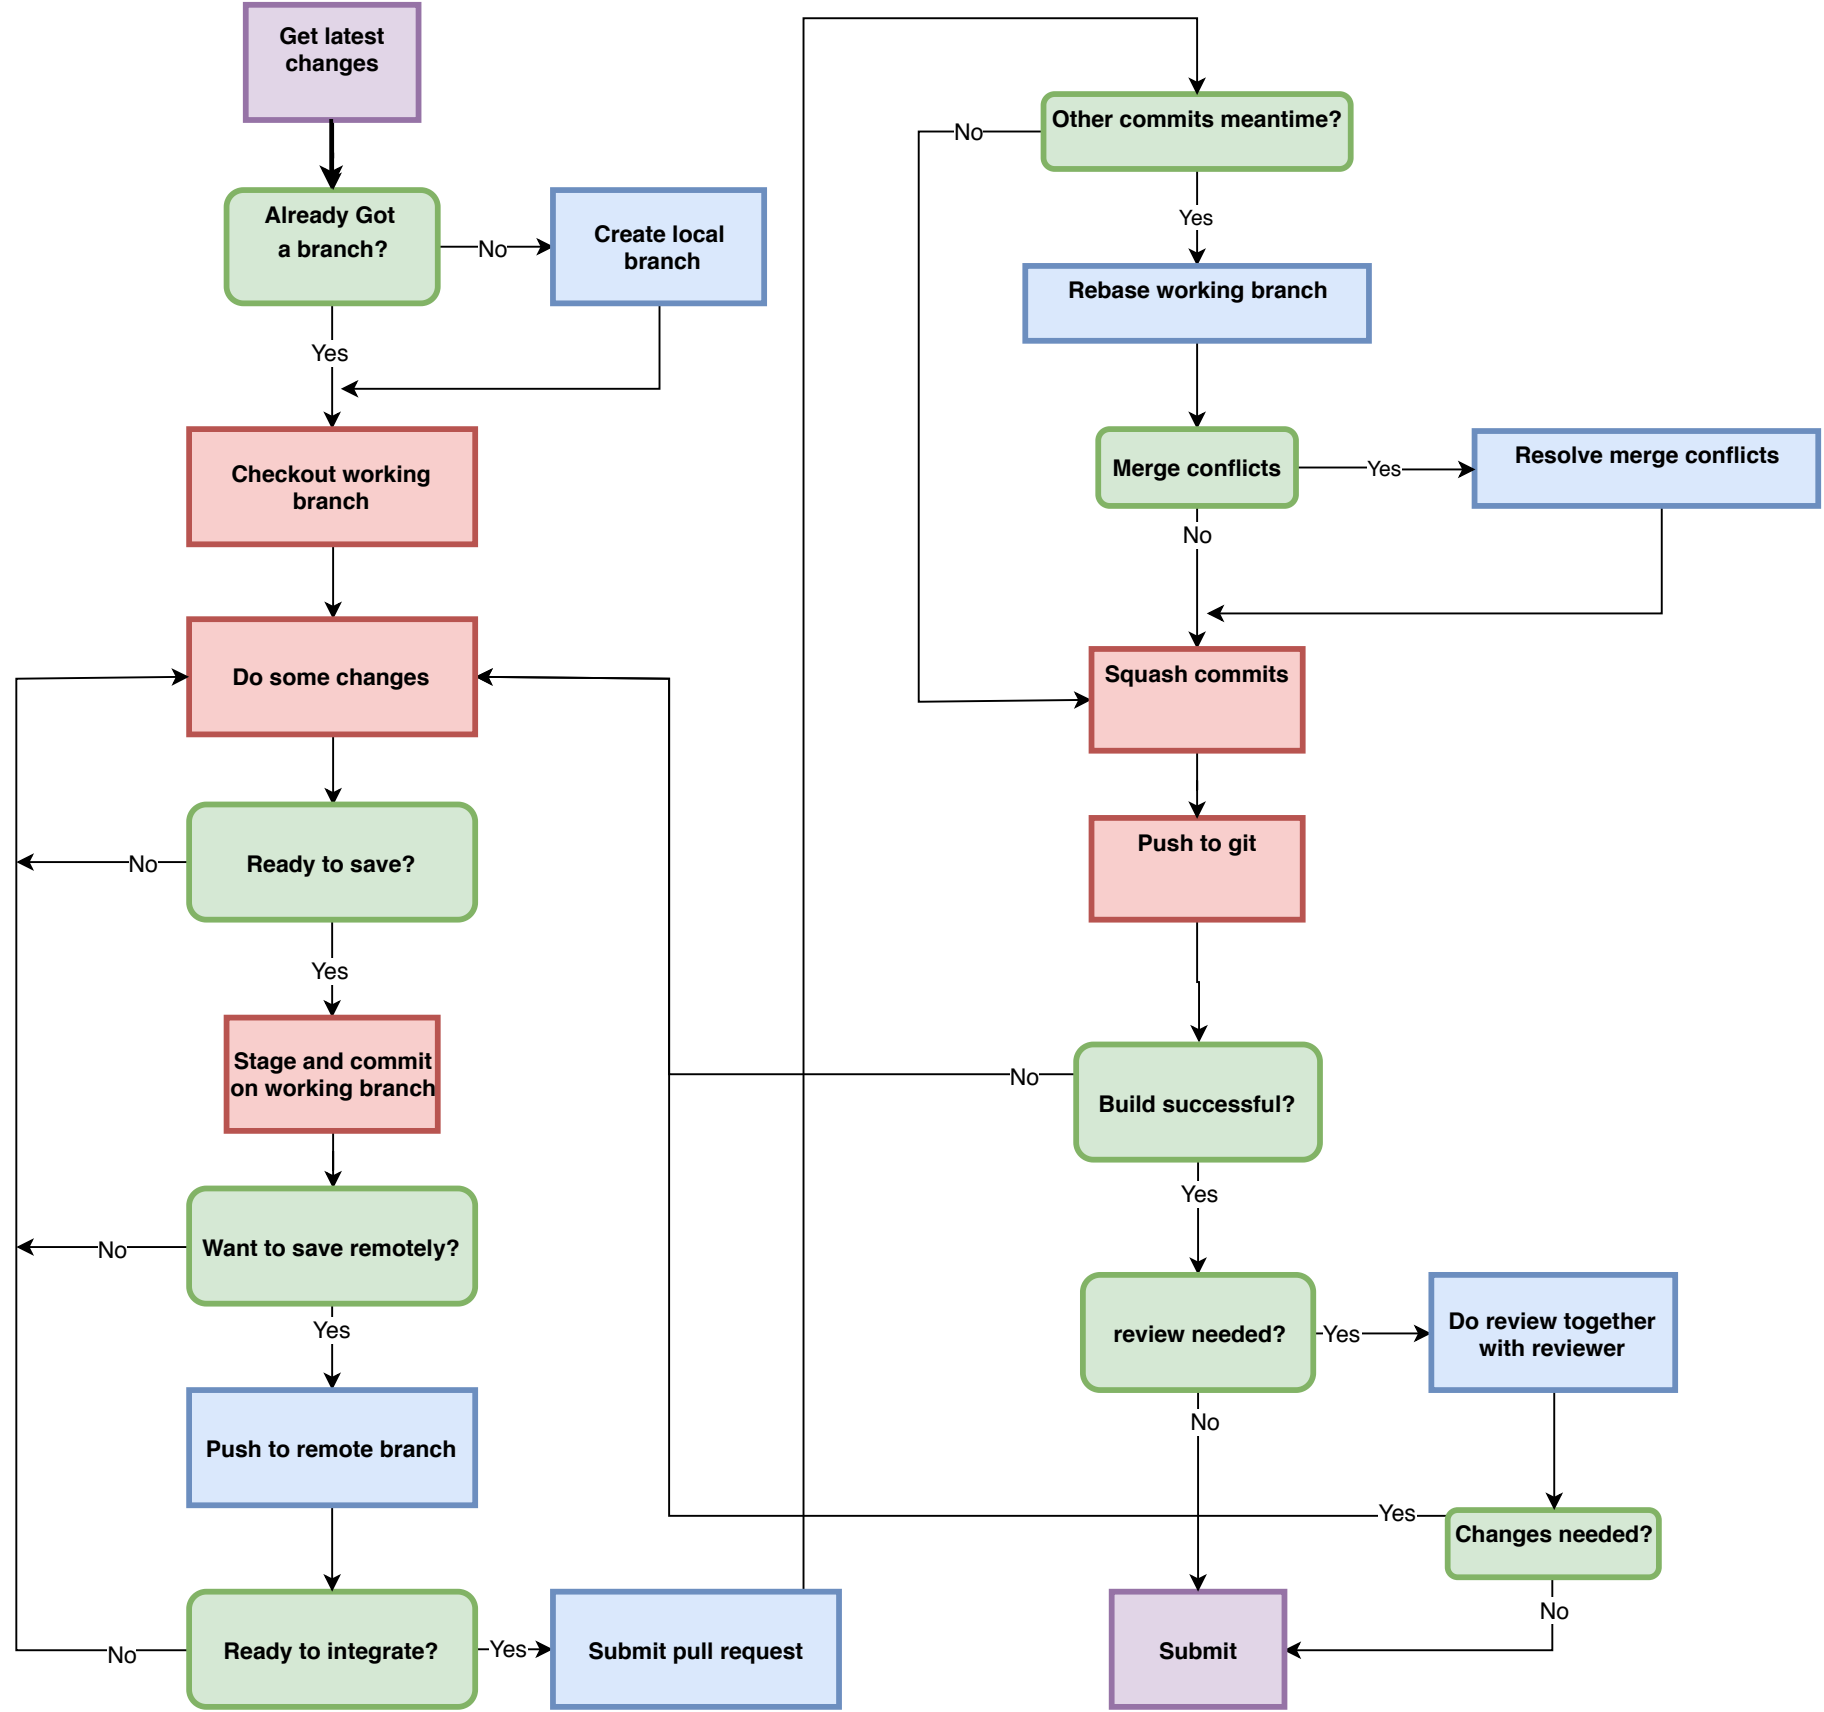 Get latest
changes
Already Got
a branch?
No
Create local
branch
Yes
Checkout working
branch
Do some changes
Ready to save?
No
Yes
Stage and commit
on working branch
Want to save remotely?
No
Yes
Push to remote branch
Ready to integrate?
No
Yes
Submit pull request
Other commits meantime?
No
Yes
Rebase working branch
Merge conflicts
Yes
Resolve merge conflicts
No
Squash commits
Push to git
Build successful?
No
Yes
review needed?
Yes
Do review together
with reviewer
No
Changes needed?
Yes
No
Submit